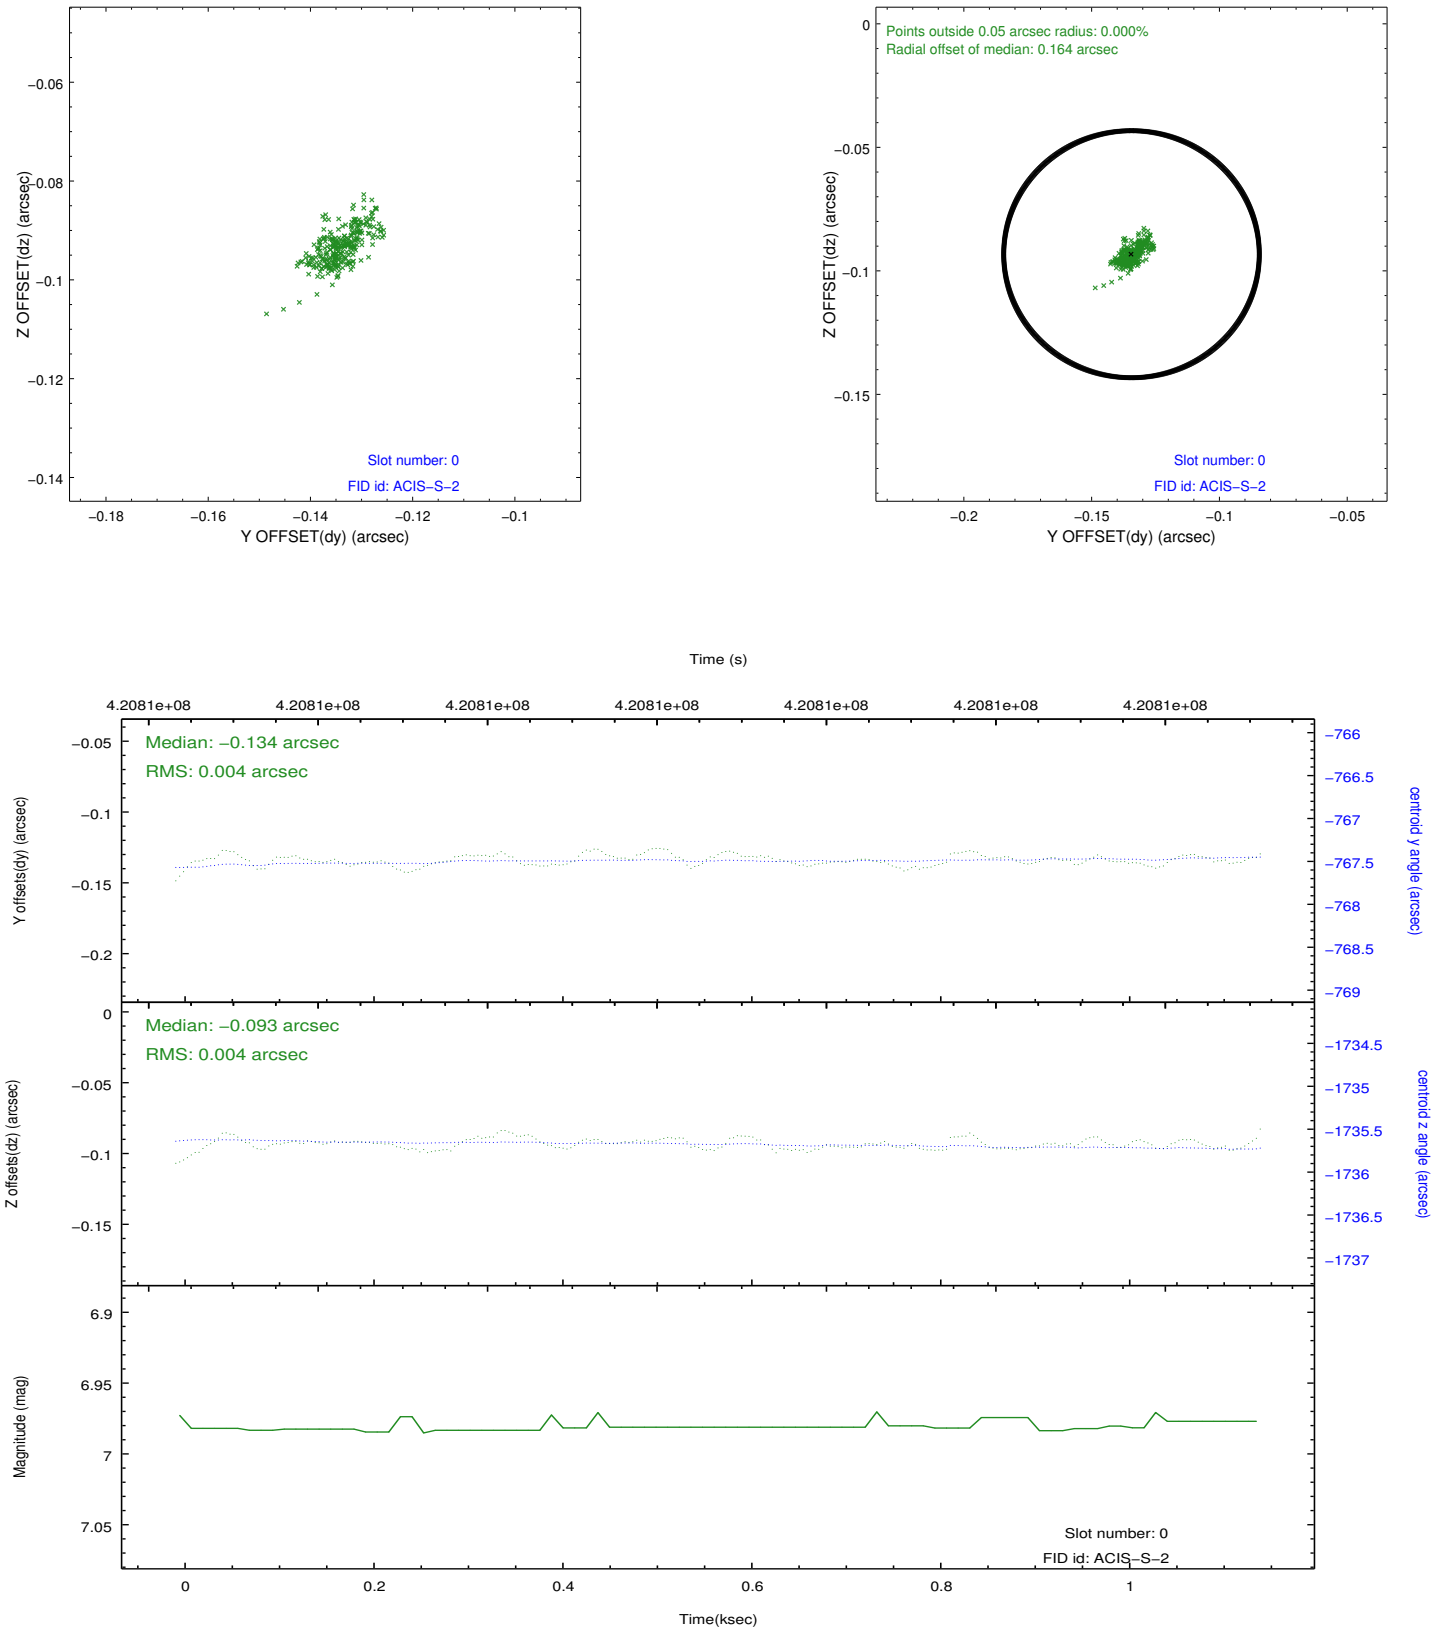 −0.06
−0.08
−0.1
−0.12
−0.14
Z OFFSET(dz) (arcsec)
Slot number: 0
FID id: ACIS−S−2
−0.18 −0.16 −0.14 −0.12 −0.1
Y OFFSET(dy) (arcsec)
Points outside 0.05 arcsec radius: 0.000%
Radial offset of median: 0.164 arcsec
0
−0.05
−0.1
−0.15
Z OFFSET(dz) (arcsec)
Slot number: 0
FID id: ACIS−S−2
−0.2 −0.15 −0.1 −0.05
Y OFFSET(dy) (arcsec)
Time (s)
4.2081e+08 4.2081e+08 4.2081e+08 4.2081e+08 4.2081e+08 4.2081e+08 4.2081e+08
Median: −0.134 arcsec
RMS: 0.004 arcsec
−0.05
−0.1
−0.15
−0.2
Y offsets(dy) (arcsec)
−766
−766.5
−767
−767.5
−768
−768.5
−769
centroid y angle (arcsec)
Median: −0.093 arcsec
RMS: 0.004 arcsec
0
−0.05
−0.1
−0.15
Z offsets(dz) (arcsec)
−1734.5
−1735
−1735.5
−1736
−1736.5
−1737
centroid z angle (arcsec)
6.9
6.95
7
7.05
Magnitude (mag)
Slot number: 0
FID id: ACIS−S−2
0 0.2 0.4 0.6 0.8 1
Time(ksec)